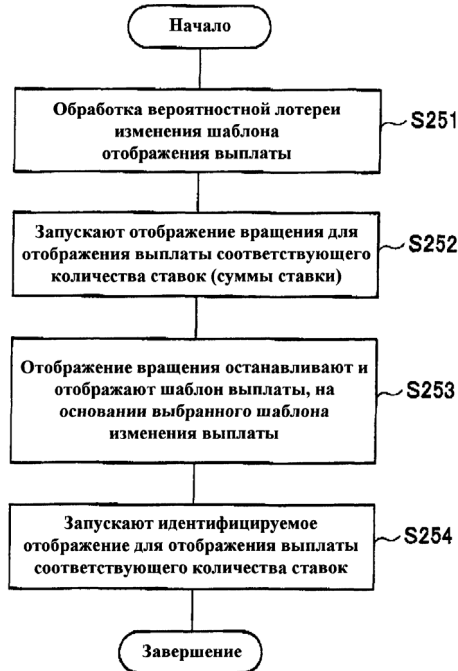 Начало
Обработка вероятностной лотереи
изменения шаблона
отображения выплаты
S251
Запускают отображение вращения для
отображения выплаты соответствующего
количества ставок (суммы ставки)
S252
Отображение вращения останавливают и
отображают шаблон выплаты, на
основании выбранного шаблона
изменения выплаты
S253
Запускают идентифицируемое
отображение для отображения выплаты
соответствующего количества ставок
S254
Завершение